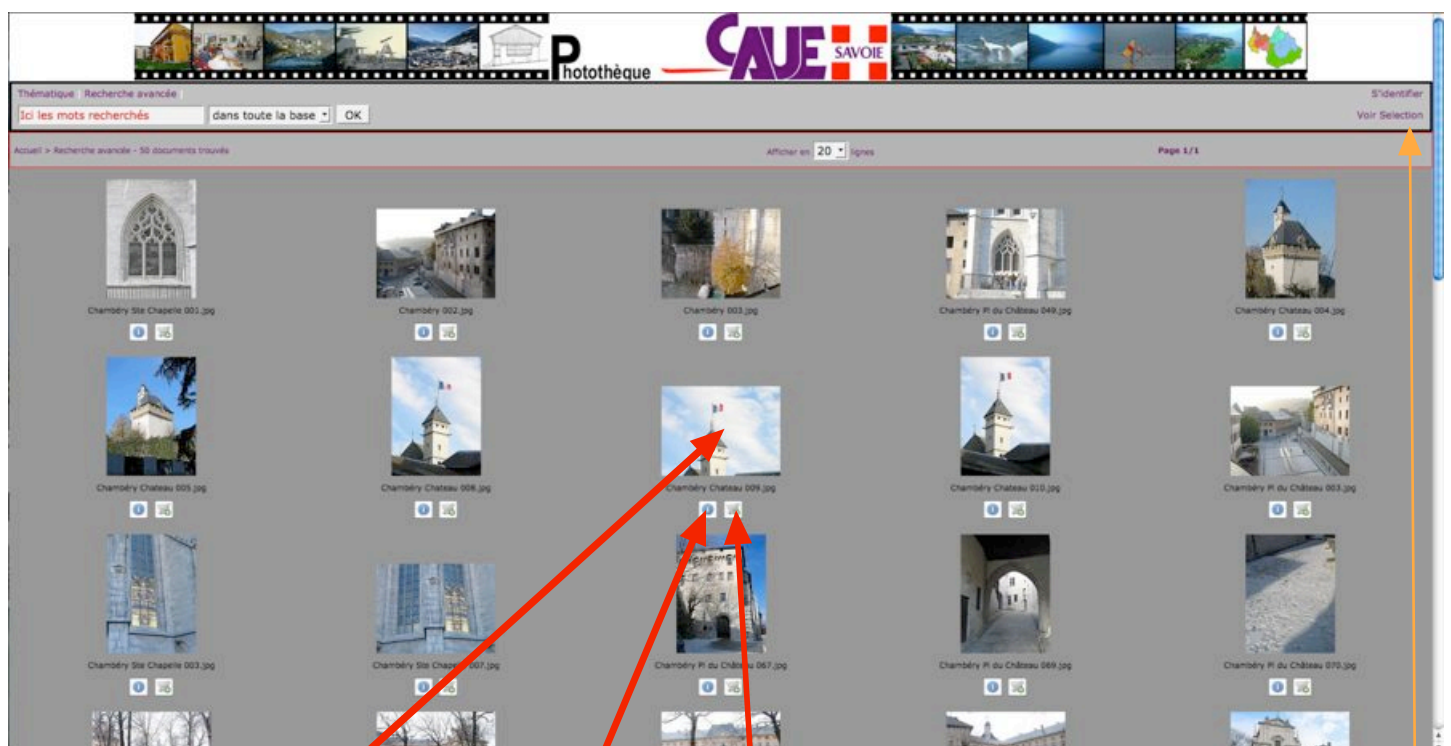 Photothèque
CAUE SAVOIE
Thématique | Recherche avancée |
S'identifier
Ici les mots recherchés dans toute la base OK
Voir Selection
Accueil > Recherche avancée - 50 documents trouvés Afficher en 20 lignes Page 1/1
Chambéry Ste Chapelle 001.jpg Chambéry 002.jpg Chambéry 003.jpg Chambéry Pl du Château 049.jpg Chambéry Chateau 004.jpg
Chambéry Chateau 005.jpg Chambéry Chateau 008.jpg Chambéry Chateau 009.jpg Chambéry Chateau 010.jpg Chambéry Pl du Château 003.jpg
Chambéry Ste Chapelle 003.jpg Chambéry Ste Chapelle 007.jpg Chambéry Pl du Château 067.jpg Chambéry Pl du Château 069.jpg Chambéry Pl du Château 070.jpg